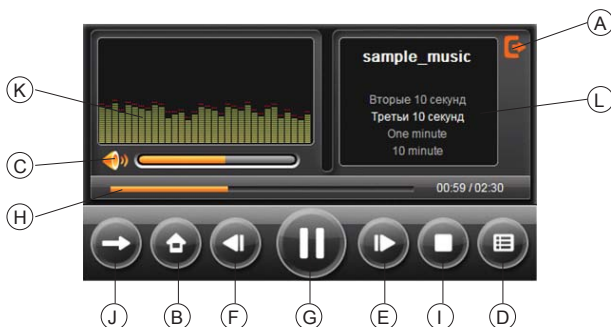 A
sample_music
K
L
Вторые 10 секунд
Третьи 10 секунд
One minute
10 minute
C
H
00:59 / 02:30
J
B
F
G
E
I
D